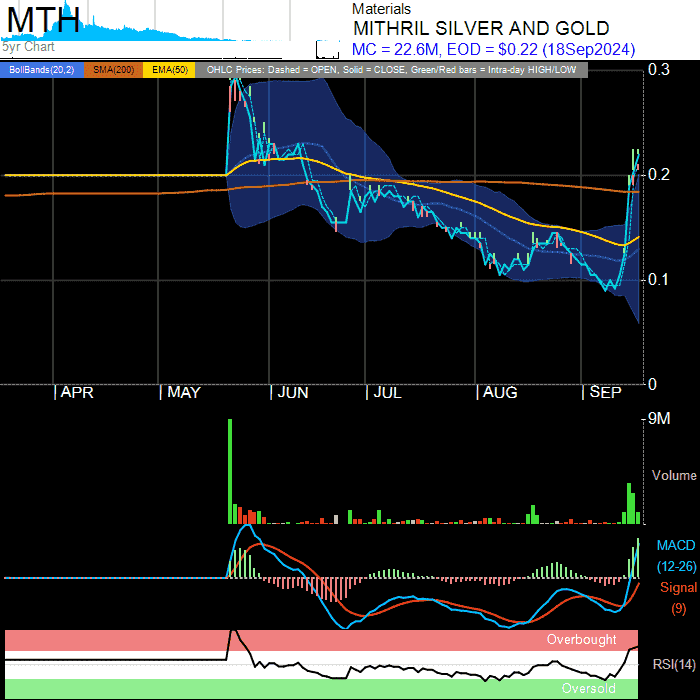 MTH
5yr Chart
Materials
MITHRIL SILVER AND GOLD
MC = 22.6M, EOD = $0.22 (18Sep2024)
BollBands(20,2) SMA(200) EMA(50) OHLC Prices: Dashed = OPEN, Solid = CLOSE, Green/Red bars = Intra-day HIGH/LOW
0.3
0.2
0.1
0
APR MAY JUN JUL AUG SEP
9M
Volume
MACD
(12-26)
Signal
(9)
Overbought
RSI(14)
Oversold